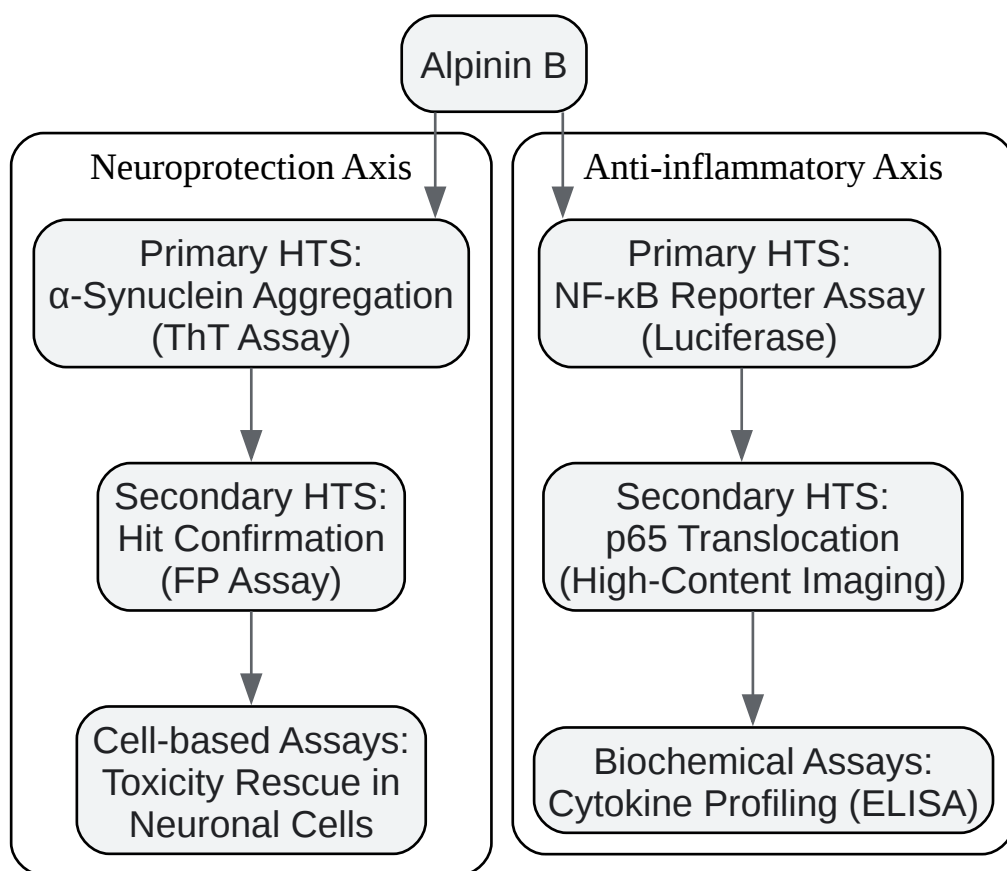 Alpinin B
Neuroprotection Axis
Primary HTS:
α-Synuclein Aggregation
(ThT Assay)
Secondary HTS:
Hit Confirmation
(FP Assay)
Cell-based Assays:
Toxicity Rescue in
Neuronal Cells
Anti-inflammatory Axis
Primary HTS:
NF-κB Reporter Assay
(Luciferase)
Secondary HTS:
p65 Translocation
(High-Content Imaging)
Biochemical Assays:
Cytokine Profiling (ELISA)